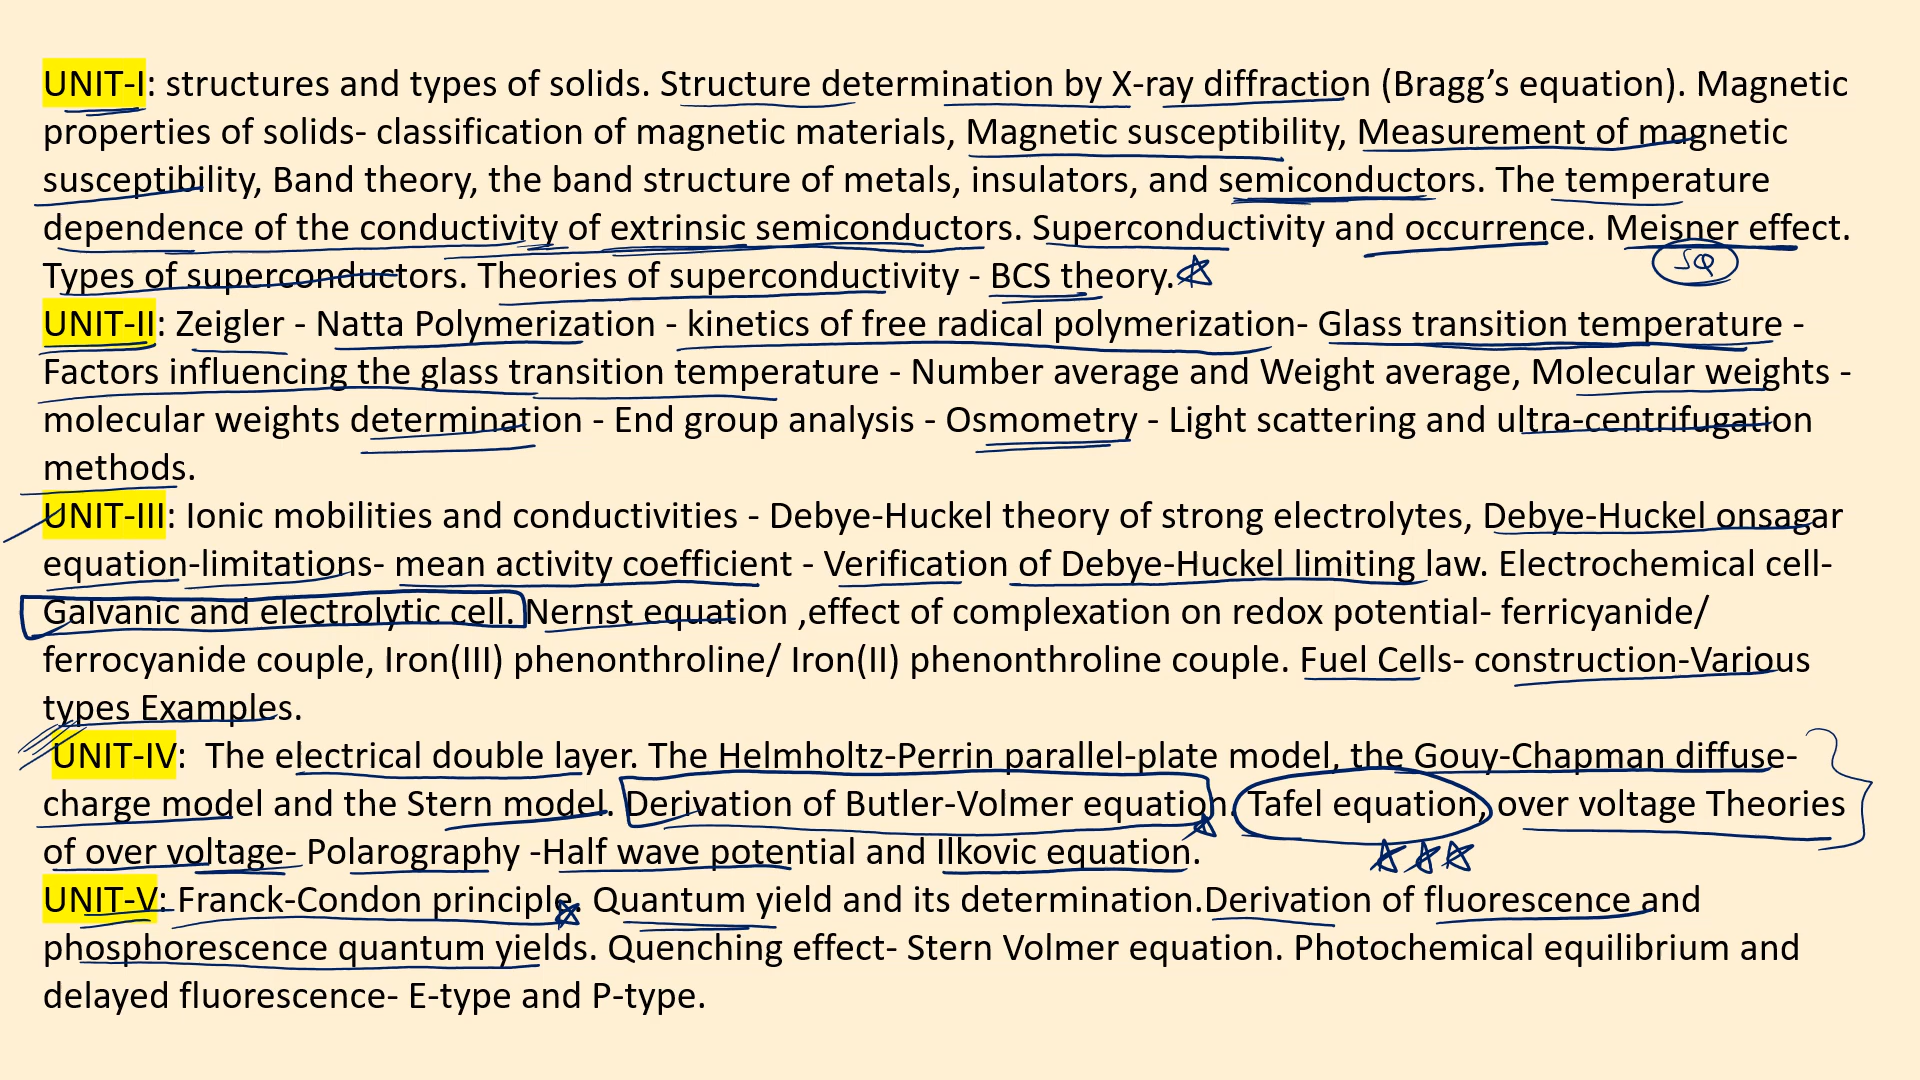 UNIT-I: structures and types of solids. Structure determination by X-ray diffraction (Bragg’s equation). Magnetic
properties of solids- classification of magnetic materials, Magnetic susceptibility, Measurement of magnetic
susceptibility, Band theory, the band structure of metals, insulators, and semiconductors. The temperature
dependence of the conductivity of extrinsic semiconductors. Superconductivity and occurrence. Meisner effect.
SQ
Types of superconductors. Theories of superconductivity - BCS theory.
UNIT-II: Zeigler - Natta Polymerization - kinetics of free radical polymerization- Glass transition temperature -
Factors influencing the glass transition temperature - Number average and Weight average, Molecular weights -
molecular weights determination - End group analysis - Osmometry - Light scattering and ultra-centrifugation
methods.
UNIT-III: Ionic mobilities and conductivities - Debye-Huckel theory of strong electrolytes, Debye-Huckel onsagar
equation-limitations- mean activity coefficient - Verification of Debye-Huckel limiting law. Electrochemical cell-
Galvanic and electrolytic cell. Nernst equation ,effect of complexation on redox potential- ferricyanide/
ferrocyanide couple, Iron(III) phenonthroline/ Iron(II) phenonthroline couple. Fuel Cells- construction-Various
types Examples.
UNIT-IV: The electrical double layer. The Helmholtz-Perrin parallel-plate model, the Gouy-Chapman diffuse-
charge model and the Stern model. Derivation of Butler-Volmer equation. Tafel equation, over voltage Theories
of over voltage- Polarography -Half wave potential and Ilkovic equation.
UNIT-V: Franck-Condon principle. Quantum yield and its determination.Derivation of fluorescence and
phosphorescence quantum yields. Quenching effect- Stern Volmer equation. Photochemical equilibrium and
delayed fluorescence- E-type and P-type.